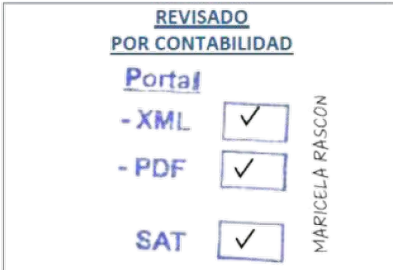 REVISADO
POR CONTABILIDAD
Portal
- XML ✓
- PDF ✓
SAT ✓
MARICELA RASCON